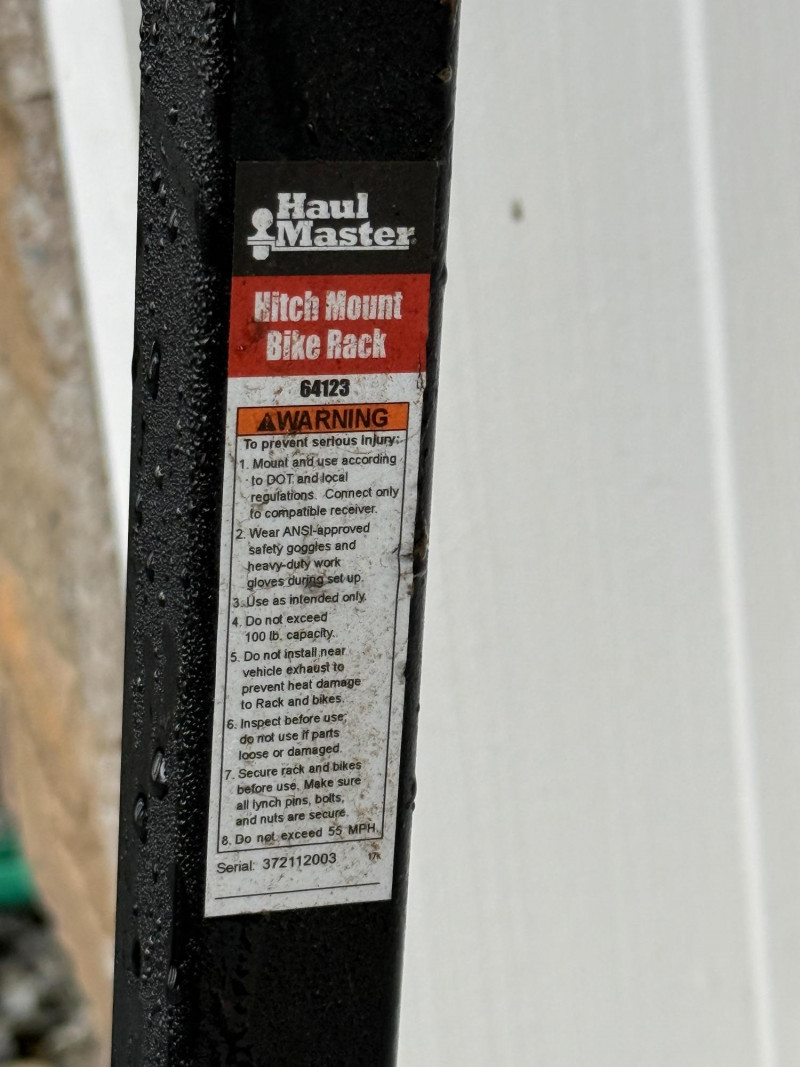 Haul
Master®
Hitch Mount
Bike Rack
64123
WARNING
To prevent serious injury:
1. Mount and use according
to DOT and local
regulations. Connect only
to compatible receiver.
2. Wear ANSI-approved
safety goggles and
heavy-duty work
gloves during set up.
3. Use as intended only.
4. Do not exceed
100 lb. capacity.
5. Do not install near
vehicle exhaust to
prevent heat damage
to Rack and bikes.
6. Inspect before use;
do not use if parts
loose or damaged.
7. Secure rack and bikes
before use. Make sure
all lynch pins, bolts,
and nuts are secure.
8. Do not exceed 55 MPH.
Serial: 372112003